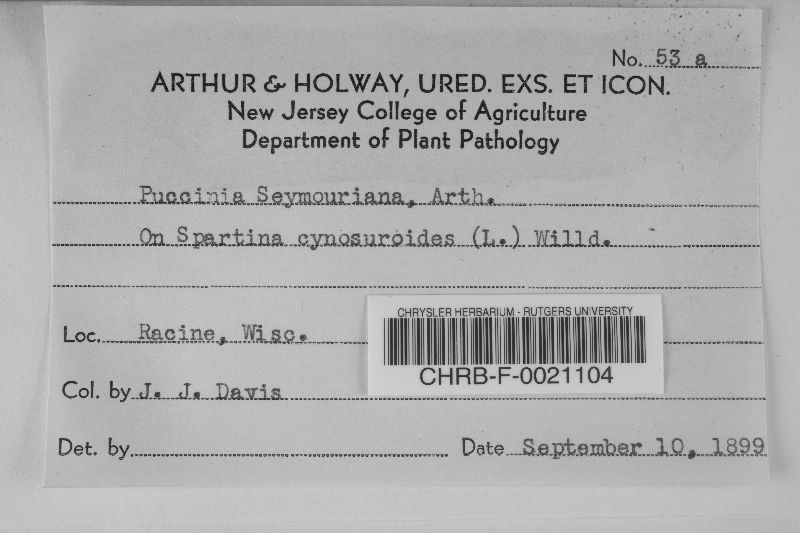 No. 53 a
ARTHUR & HOLWAY, URED. EXS. ET ICON.
New Jersey College of Agriculture
Department of Plant Pathology
Puccinia Seymouriana, Arth.
On Spartina cynosuroides (L.) Willd.
CHRYSLER HERBARIUM - RUTGERS UNIVERSITY
CHRB-F-0021104
Loc. Racine, Wisc.
Col. by J. J. Davis
Det. by
Date September 10, 1899